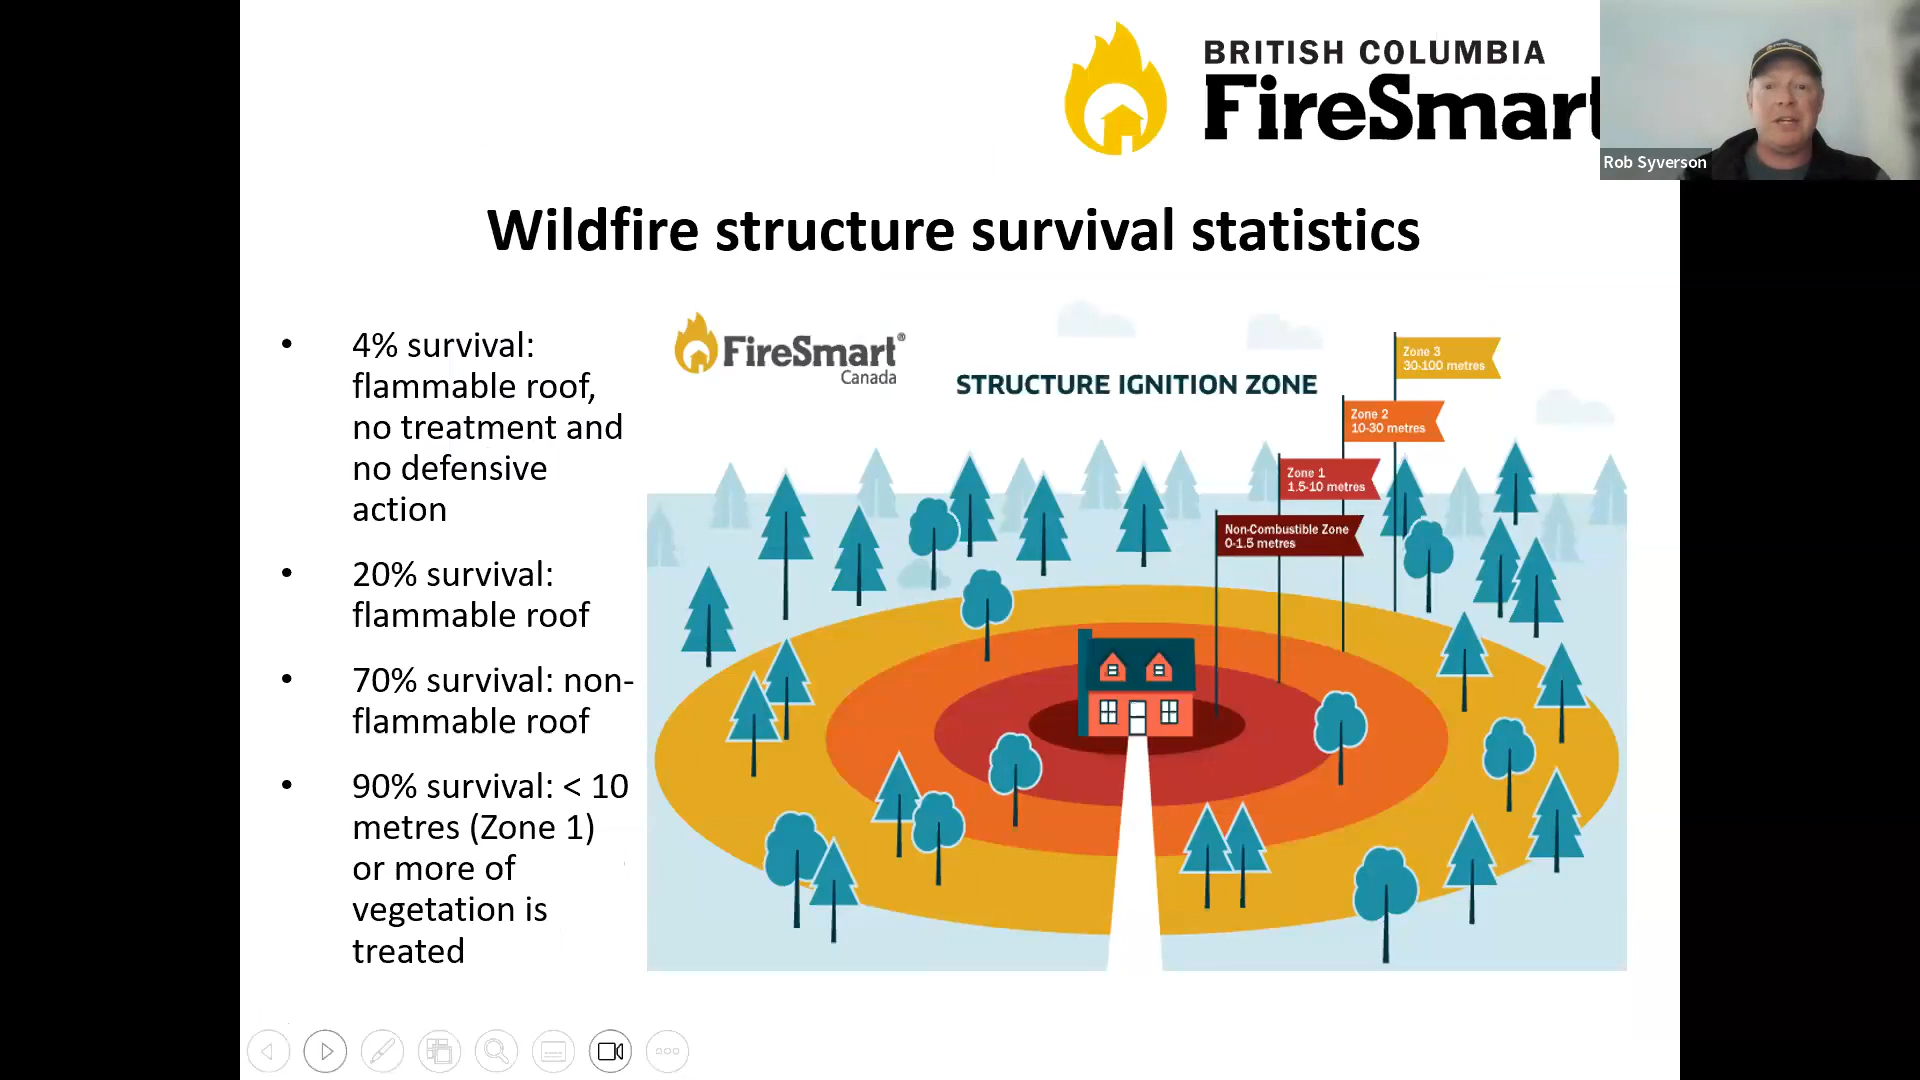 BRITISH COLUMBIA
FireSmart
Rob Syverson
Wildfire structure survival statistics
• 4% survival:
flammable roof,
no treatment and
no defensive
action
• 20% survival:
flammable roof
• 70% survival: non-
flammable roof
• 90% survival: < 10
metres (Zone 1)
or more of
vegetation is
treated
FireSmart®
Canada
STRUCTURE IGNITION ZONE
Zone 3
30-100 metres
Zone 2
10-30 metres
Zone 1
1.5-10 metres
Non-Combustible Zone
0-1.5 metres